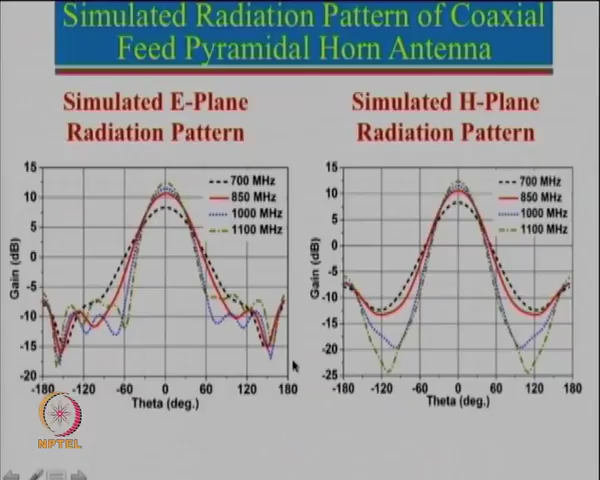 Simulated Radiation Pattern of Coaxial
Feed Pyramidal Horn Antenna
Simulated E-Plane
Radiation Pattern
15
10
5
0
-5
-10
-15
-20
Gain (dB)
700 MHz
850 MHz
1000 MHz
1100 MHz
-180 -120 -60 0 60 120 180
Theta (deg.)
Simulated H-Plane
Radiation Pattern
15
10
5
0
-5
-10
-15
-20
-25
Gain (dB)
700 MHz
850 MHz
1000 MHz
1100 MHz
-180 -120 -60 0 60 120 180
Theta (deg.)
NPTEL